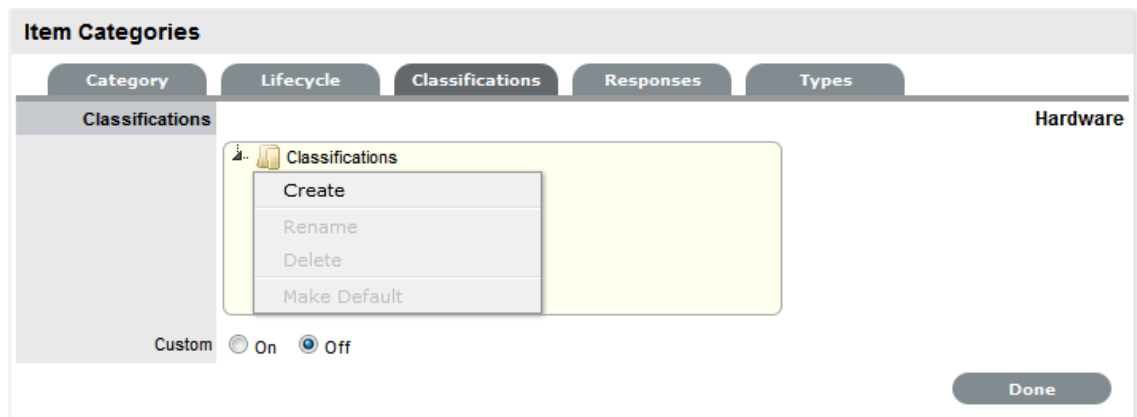 Item Categories
Category Lifecycle Classifications Responses Types
Classifications Hardware
Classifications
Create
Rename
Delete
Make Default
Custom On Off
Done